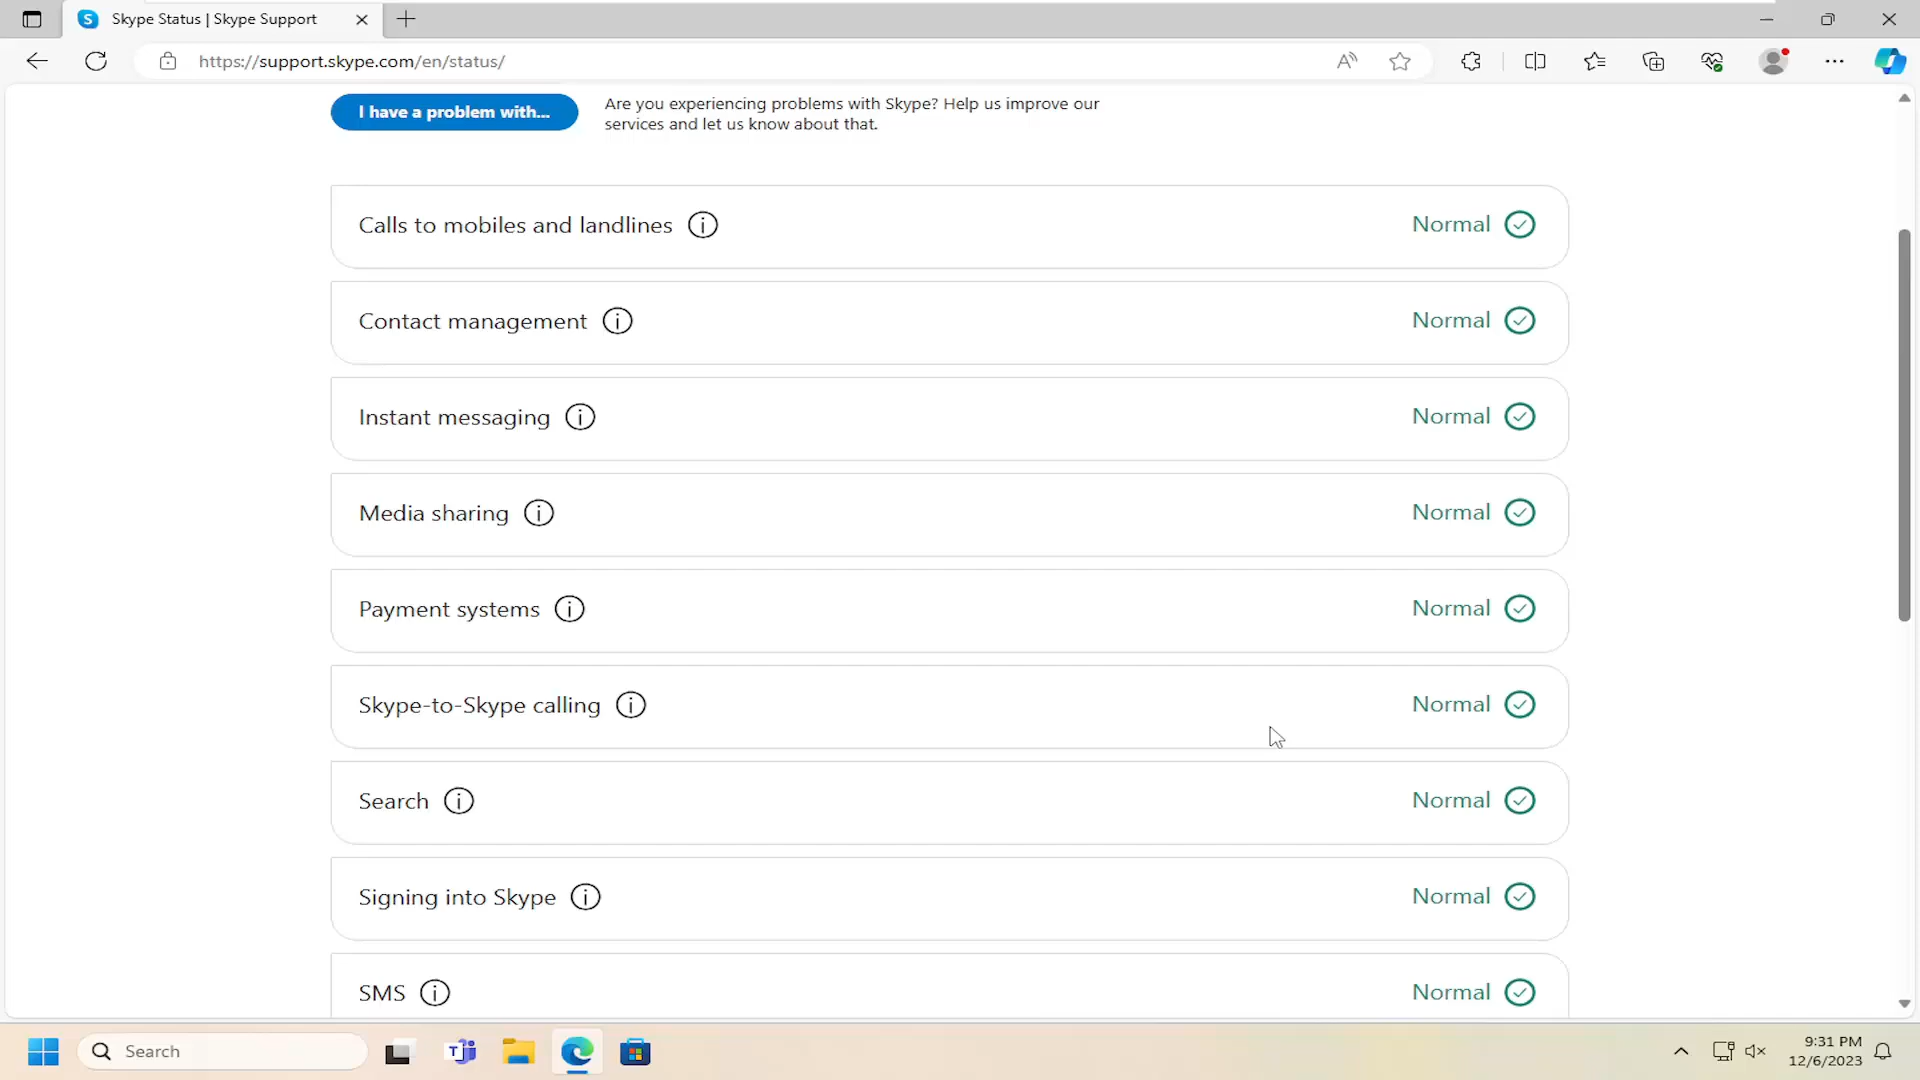 Skype Status | Skype Support
https://support.skype.com/en/status/
I have a problem with...
Are you experiencing problems with Skype? Help us improve our
services and let us know about that.
Calls to mobiles and landlines
Normal
Contact management
Normal
Instant messaging
Normal
Media sharing
Normal
Payment systems
Normal
Skype-to-Skype calling
Normal
Search
Normal
Signing into Skype
Normal
SMS
Normal
Search
9:31 PM
12/6/2023